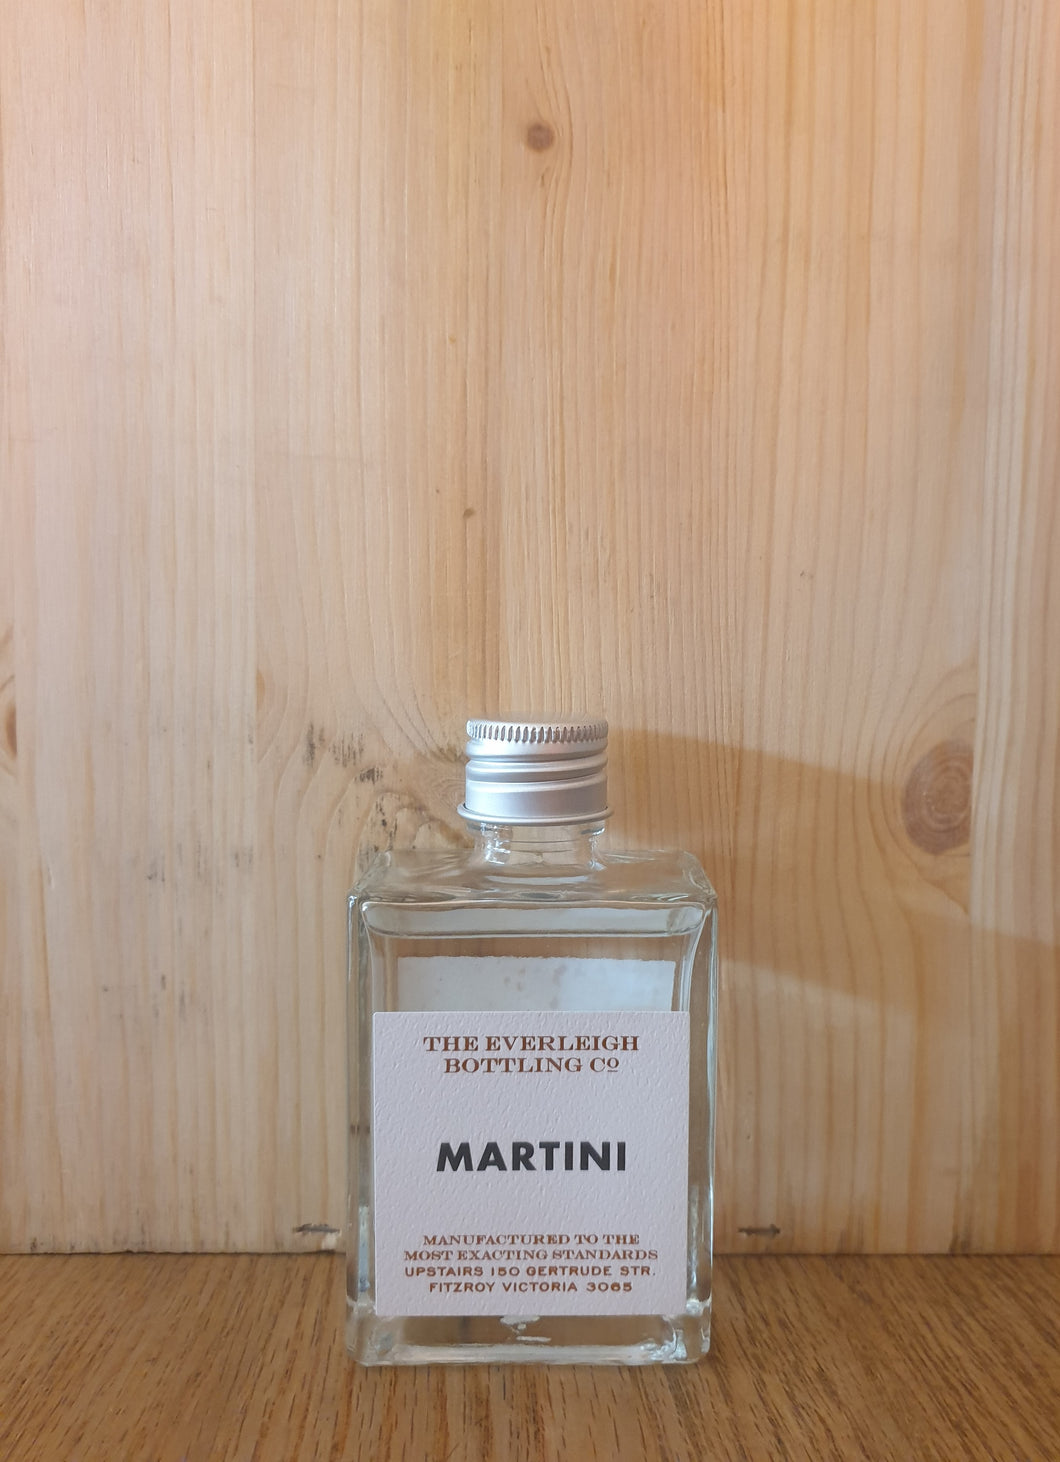 THE EVERLEIGH
BOTTLING Cº
MARTINI
MANUFACTURED TO THE
MOST EXACTING STANDARDS
UPSTAIRS 150 GERTRUDE STR.
FITZROY VICTORIA 3065